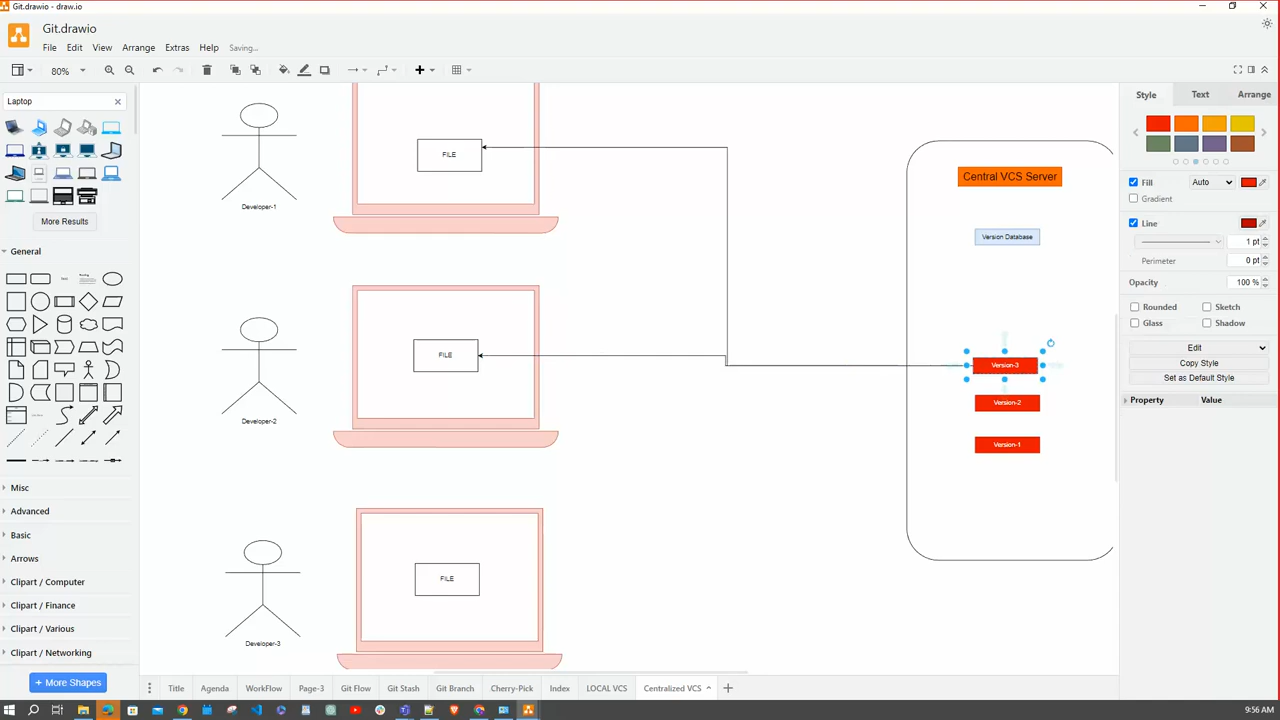 Git.drawio - draw.io
Git.drawio
File Edit View Arrange Extras Help Saving...
80%
Laptop
More Results
General
Misc
Advanced
Basic
Arrows
Clipart / Computer
Clipart / Finance
Clipart / Various
Clipart / Networking
+ More Shapes
FILE
Developer-1
FILE
Developer-2
FILE
Developer-3
Central VCS Server
Version Database
Version-3
Version-2
Version-1
Style Text Arrange
Fill Auto
Gradient
Line
1 pt
Perimeter 0 pt
Opacity 100 %
Rounded Sketch
Glass Shadow
Edit
Copy Style
Set as Default Style
Property Value
Title Agenda WorkFlow Page-3 Git Flow Git Stash Git Branch Cherry-Pick Index LOCAL VCS Centralized VCS
9:56 AM